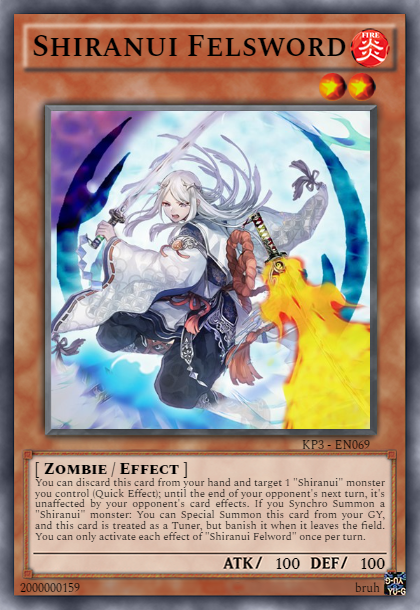 SHIRANUI FELSWORD
FIRE
炎
KP3 - EN069
[ ZOMBIE / EFFECT ]
You can discard this card from your hand and target 1 "Shiranui" monster
you control (Quick Effect); until the end of your opponent's next turn, it's
unaffected by your opponent's card effects. If you Synchro Summon a
"Shiranui" monster: You can Special Summon this card from your GY,
and this card is treated as a Tuner, but banish it when it leaves the field.
You can only activate each effect of "Shiranui Felword" once per turn.
ATK/ 100 DEF/ 100
2000000159
bruh
YU-G